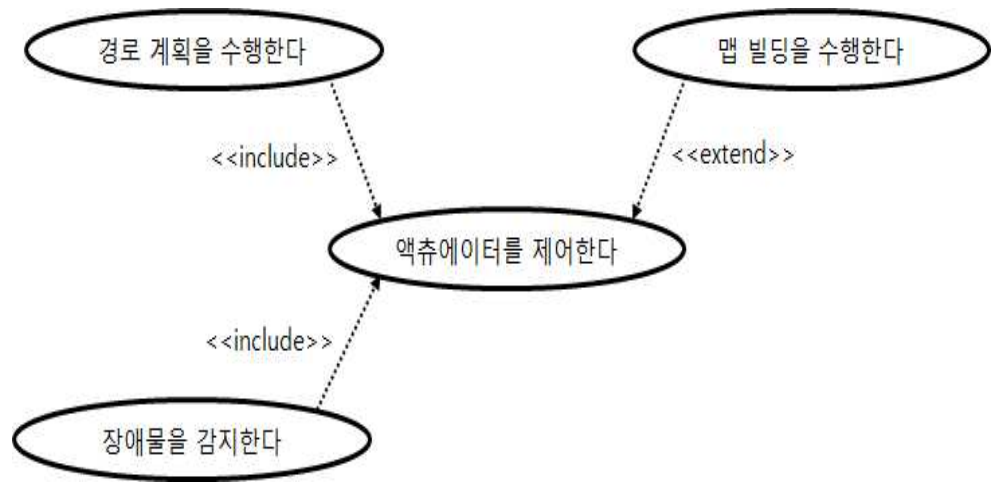 경로 계획을 수행한다
맵 빌딩을 수행한다
<<include>>
<<extend>>
액츄에이터를 제어한다
<<include>>
장애물을 감지한다